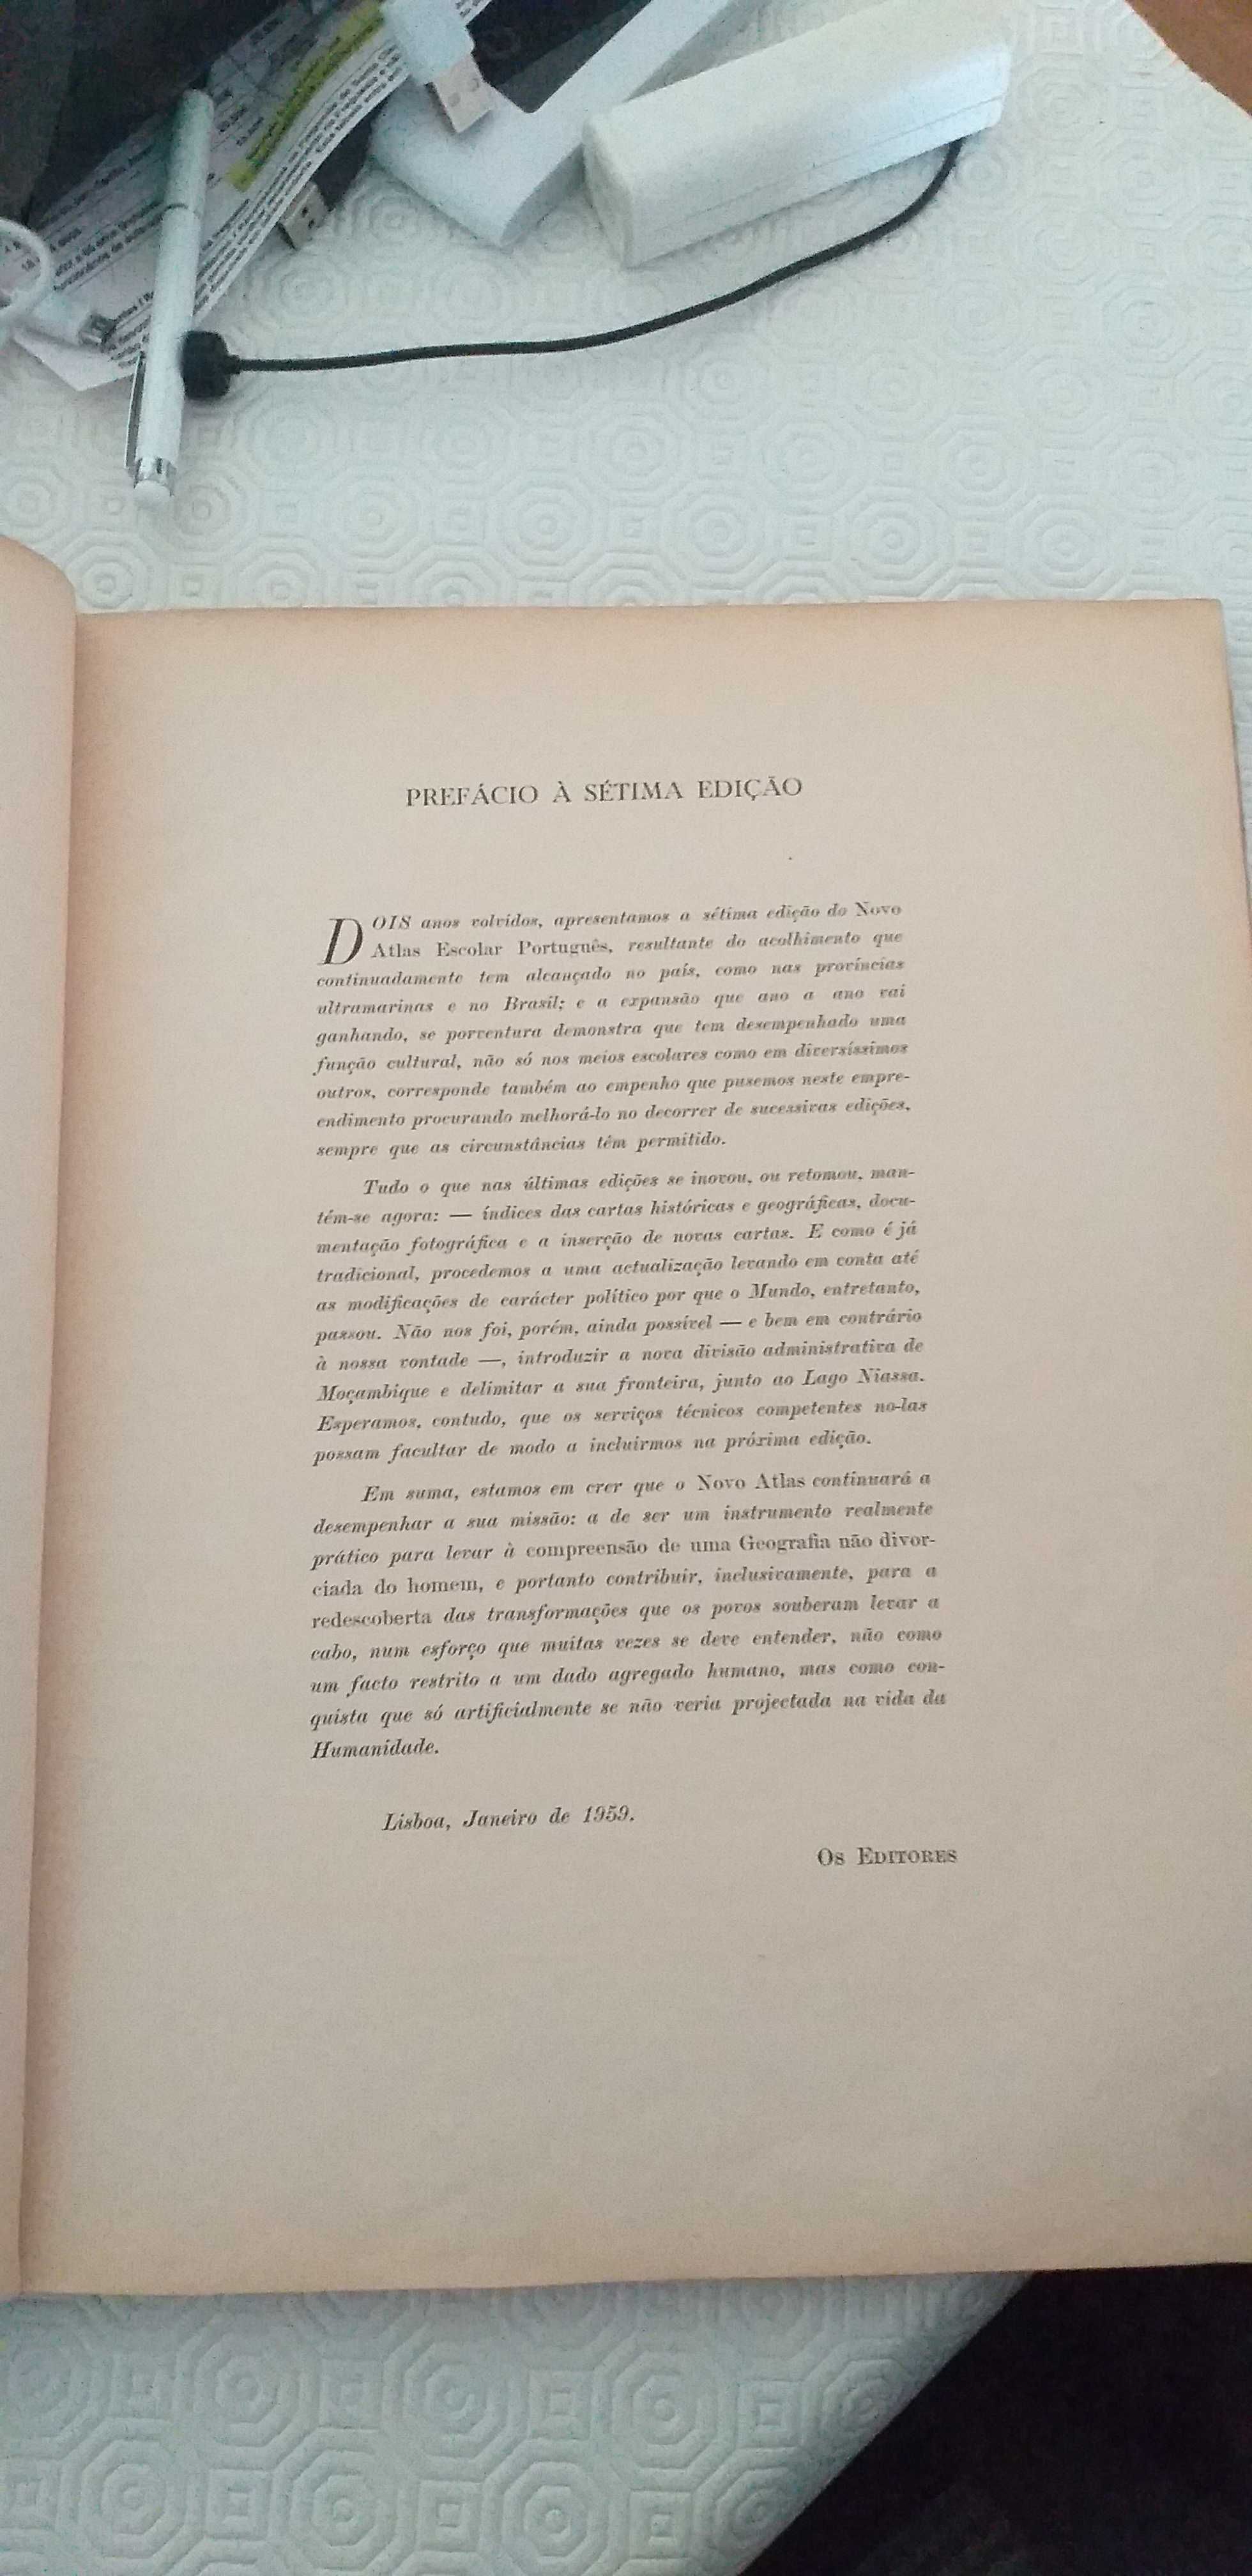 PREFÁCIO À SÉTIMA EDIÇÃO
DOIS anos volvidos, apresentamos a sétima edição do Novo
Atlas Escolar Português, resultante do acolhimento que
continuadamente tem alcançado no país, como nas províncias
ultramarinas e no Brasil; e a expansão que ano a ano vai
ganhando, se porventura demonstra que tem desempenhado uma
função cultural, não só nos meios escolares como em diversíssimos
outros, corresponde também ao empenho que pusemos neste empre-
endimento procurando melhorá-lo no decorrer de sucessivas edições,
sempre que as circunstâncias têm permitido.
Tudo o que nas últimas edições se inovou, ou retomou, man-
tém-se agora: — índices das cartas históricas e geográficas, docu-
mentação fotográfica e a inserção de novas cartas. E como é já
tradicional, procedemos a uma actualização levando em conta até
as modificações de carácter político por que o Mundo, entretanto,
passou. Não nos foi, porém, ainda possível — e bem em contrário
à nossa vontade —, introduzir a nova divisão administrativa de
Moçambique e delimitar a sua fronteira, junto ao Lago Niassa.
Esperamos, contudo, que os serviços técnicos competentes no-las
possam facultar de modo a incluirmos na próxima edição.
Em suma, estamos em crer que o Novo Atlas continuará a
desempenhar a sua missão: a de ser um instrumento realmente
prático para levar à compreensão de uma Geografia não divor-
ciada do homem, e portanto contribuir, inclusivamente, para a
redescoberta das transformações que os povos souberam levar a
cabo, num esforço que muitas vezes se deve entender, não como
um facto restrito a um dado agregado humano, mas como con-
quista que só artificialmente se não veria projectada na vida da
Humanidade.
Lisboa, Janeiro de 1959.
OS EDITORES